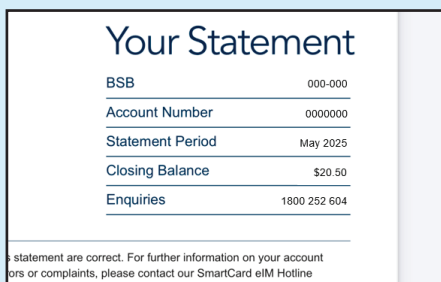 Your Statement
BSB 000-000
Account Number 0000000
Statement Period May 2025
Closing Balance $20.50
Enquiries 1800 252 604
statement are correct. For further information on your account
or complaints, please contact our SmartCard eIM Hotline